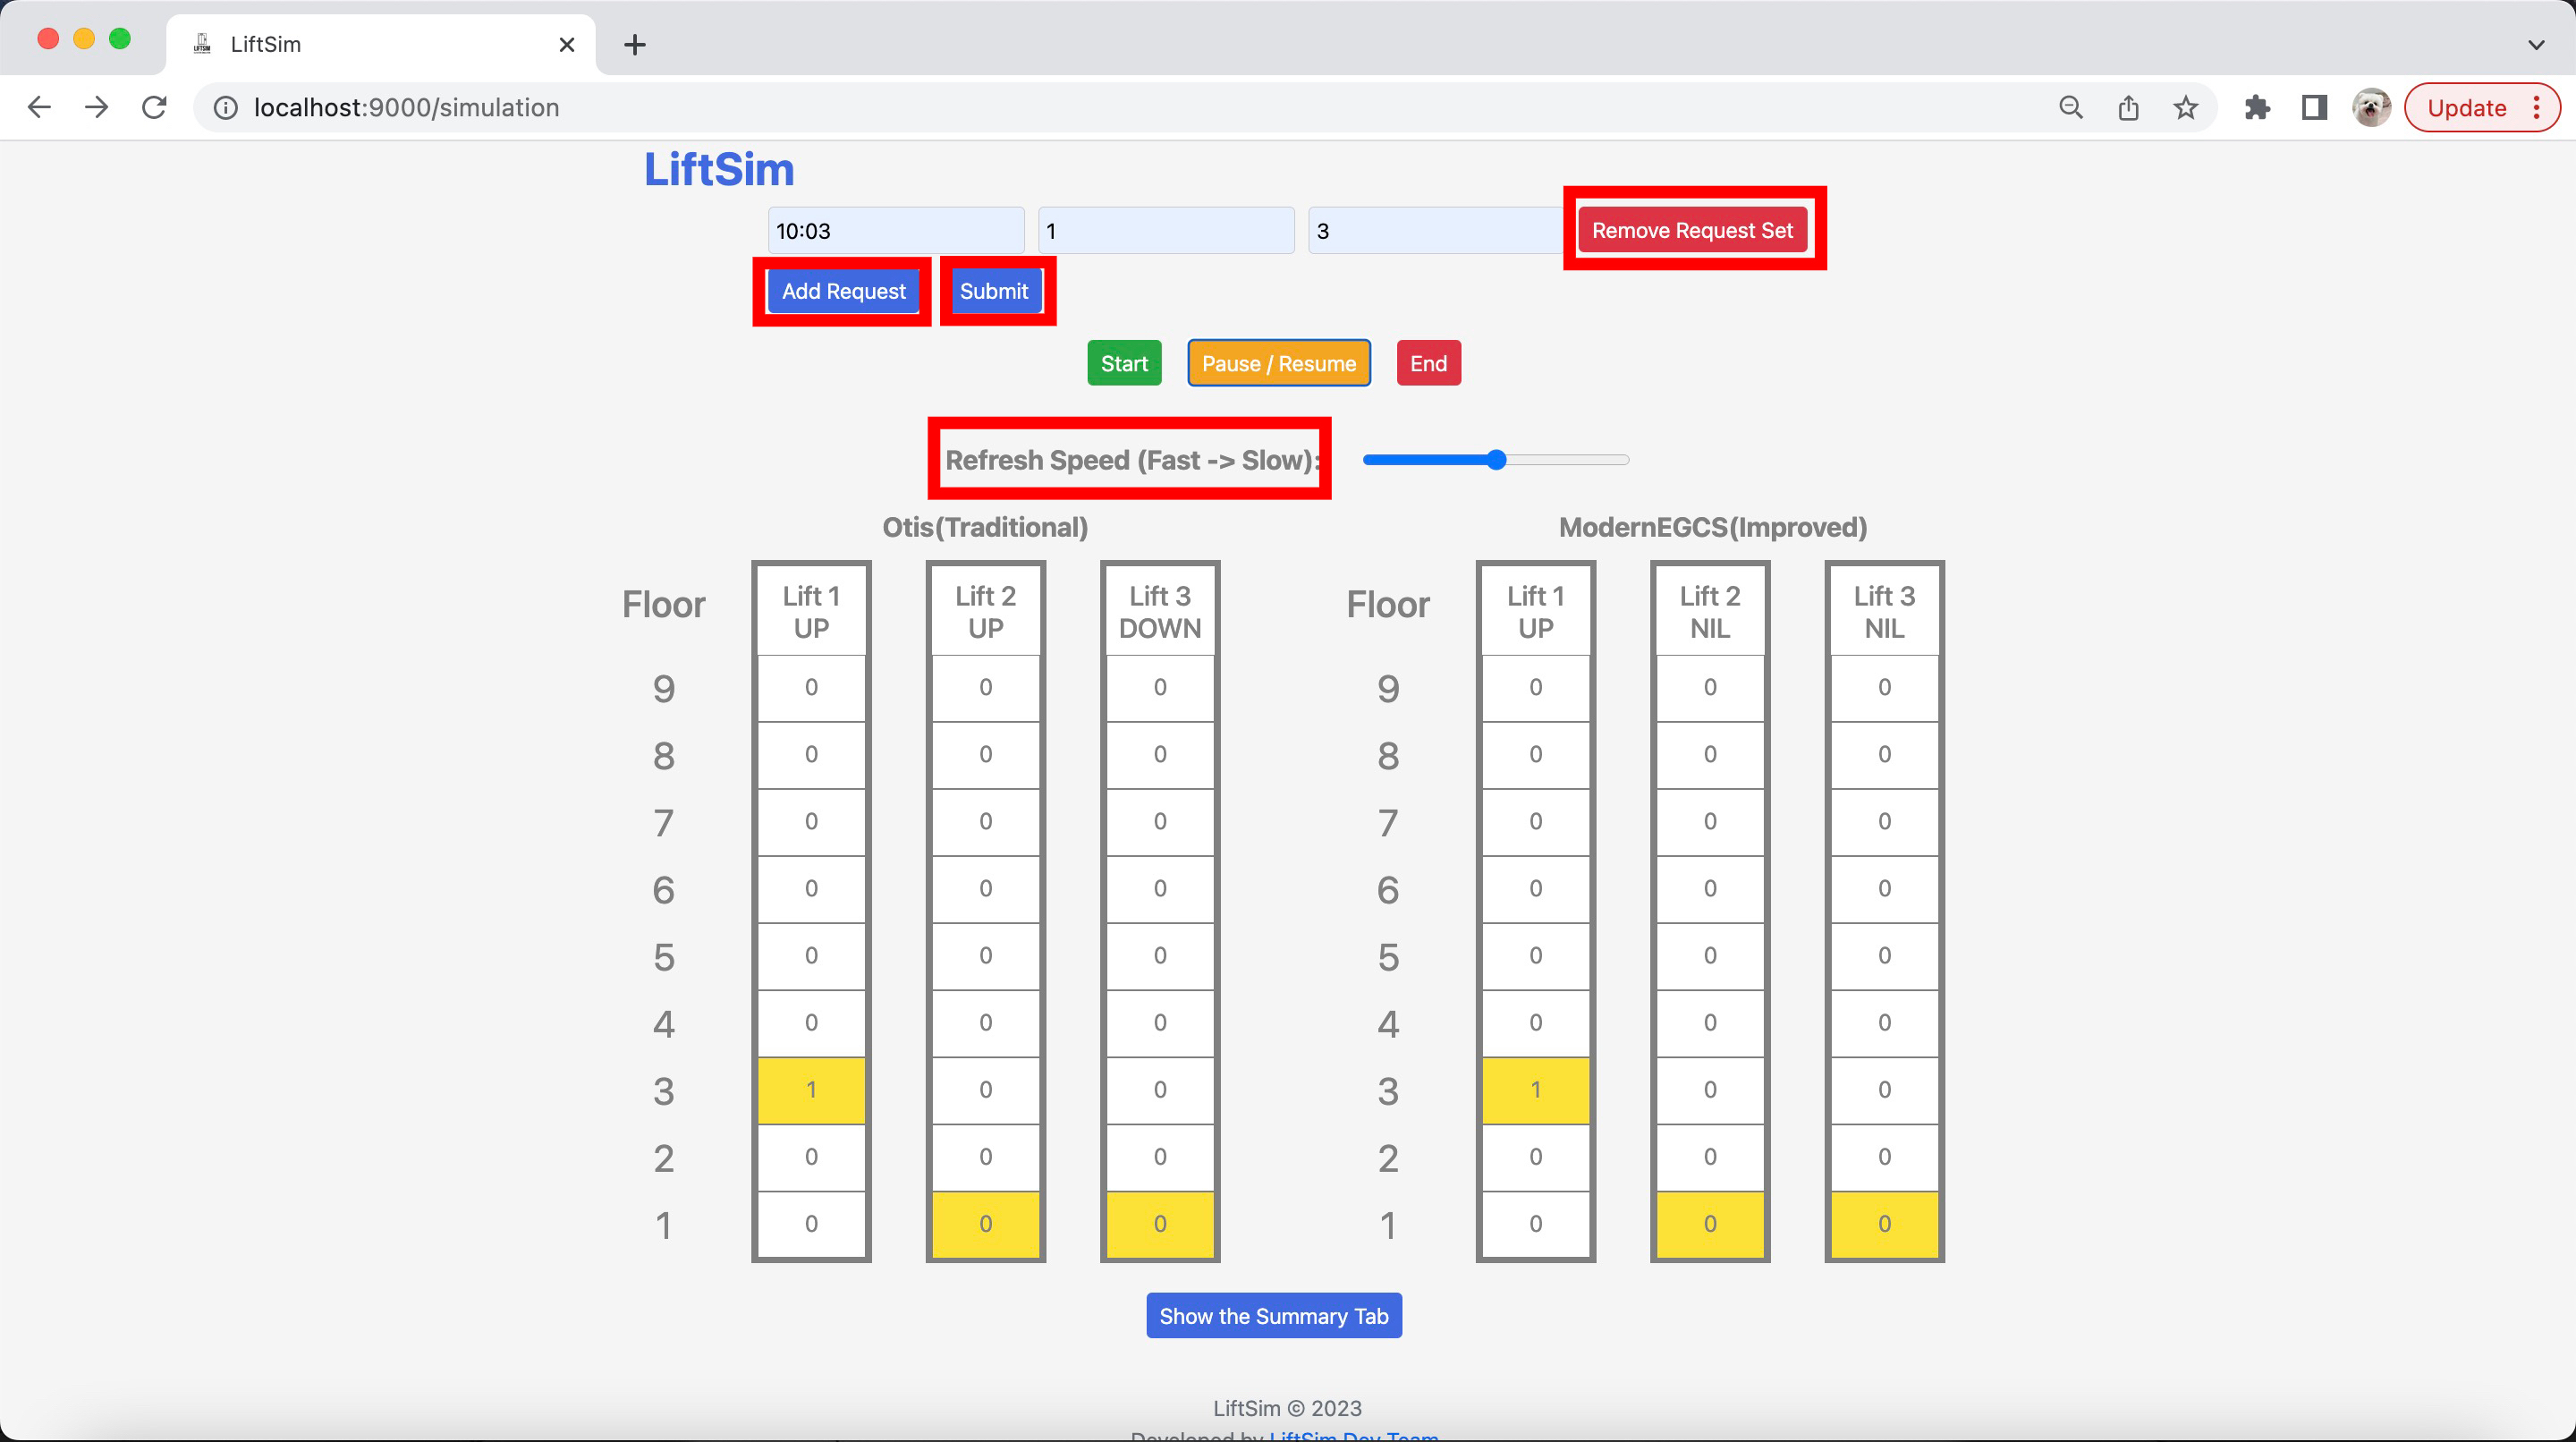 LiftSim
localhost:9000/simulation
Update
LiftSim
10:03 1 3 Remove Request Set
Add Request Submit
Start Pause / Resume End
Refresh Speed (Fast -> Slow):
Otis(Traditional) ModernEGCS(Improved)
Floor Lift 1 UP Lift 2 UP Lift 3 DOWN Floor Lift 1 UP Lift 2 NIL Lift 3 NIL
9 0 0 0 9 0 0 0
8 0 0 0 8 0 0 0
7 0 0 0 7 0 0 0
6 0 0 0 6 0 0 0
5 0 0 0 5 0 0 0
4 0 0 0 4 0 0 0
3 1 0 0 3 1 0 0
2 0 0 0 2 0 0 0
1 0 0 0 1 0 0 0
Show the Summary Tab
LiftSim © 2023
Developed by LiftSim Dev Team